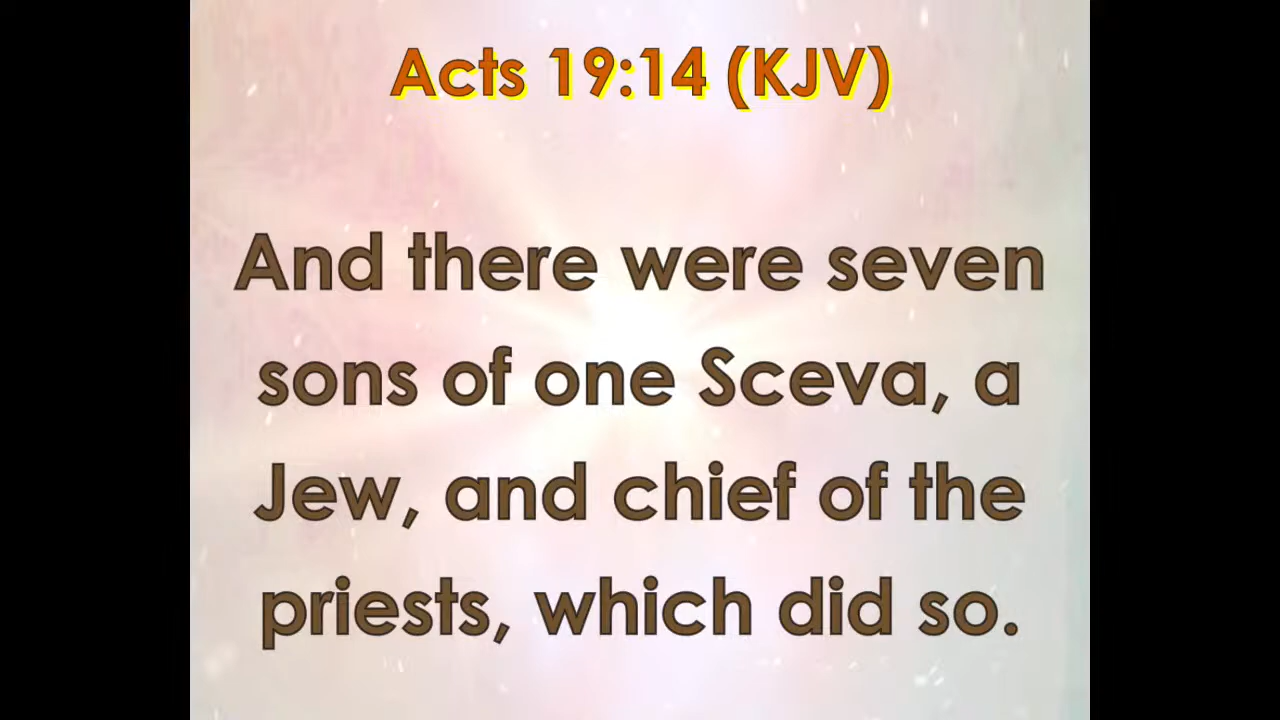 Acts 19:14 (KJV)
And there were seven
sons of one Sceva, a
Jew, and chief of the
priests, which did so.